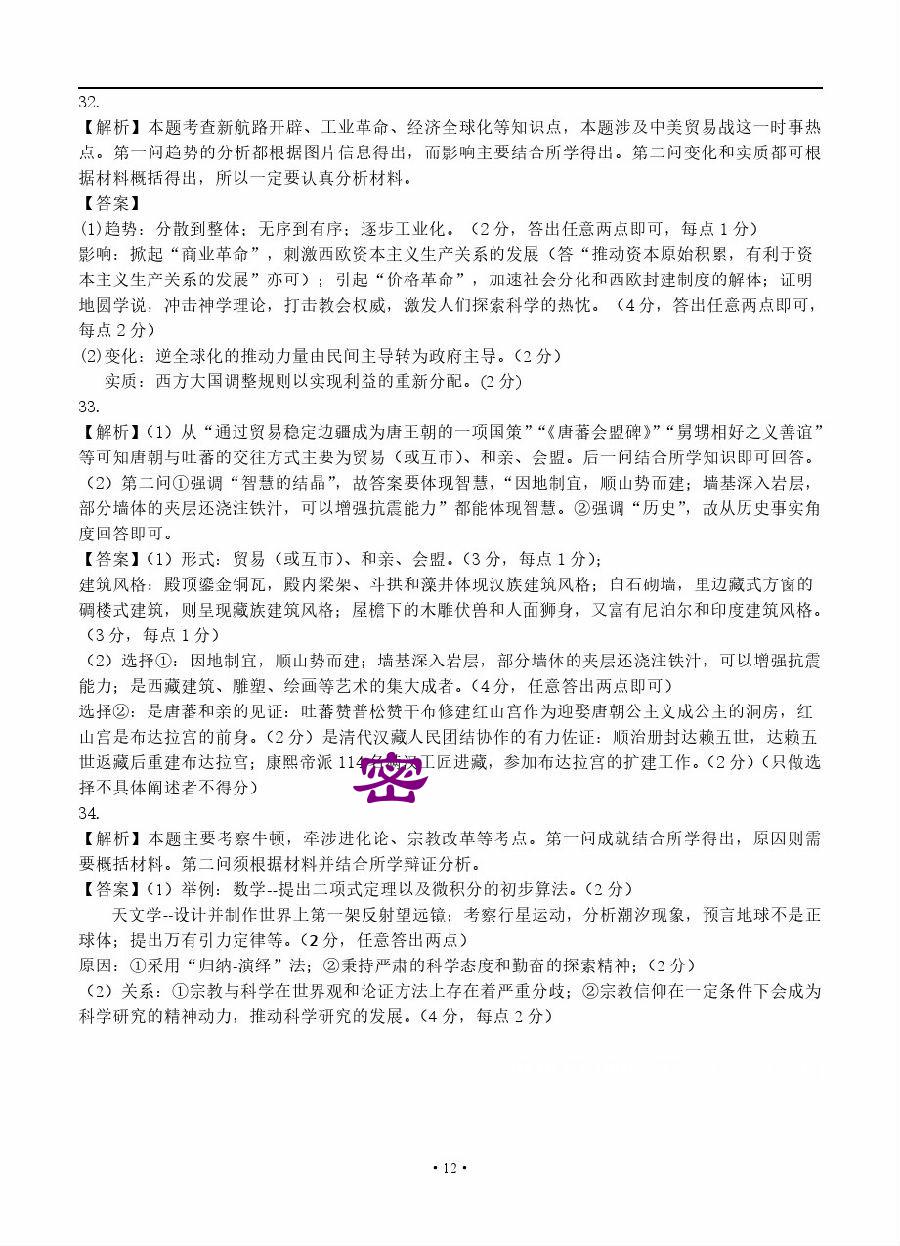 32.
【解析】本题考查新航路开辟、工业革命、经济全球化等知识点，本题涉及中美贸易战这一时事热
点。第一问趋势的分析都根据图片信息得出，而影响主要结合所学得出。第二问变化和实质都可根
据材料概括得出，所以一定要认真分析材料。
【答案】
(1)趋势：分散到整体；无序到有序；逐步工业化。（2分，答出任意两点即可，每点1分）
影响：掀起“商业革命”，刺激西欧资本主义生产关系的发展（答“推动资本原始积累，有利于资
本主义生产关系的发展”亦可）；引起“价格革命”，加速社会分化和西欧封建制度的解体；证明
地圆学说，冲击神学理论，打击教会权威，激发人们探索科学的热忱。（4分，答出任意两点即可，
每点2分）
(2)变化：逆全球化的推动力量由民间主导转为政府主导。（2分）
实质：西方大国调整规则以实现利益的重新分配。(2分)
33.
【解析】（1）从“通过贸易稳定边疆成为唐王朝的一项国策”“《唐蕃会盟碑》”“舅甥相好之义善谊”
等可知唐朝与吐蕃的交往方式主要为贸易（或互市）、和亲、会盟。后一问结合所学知识即可回答。
（2）第二问①强调“智慧的结晶”，故答案要体现智慧，“因地制宜，顺山势而建；墙基深入岩层，
部分墙体的夹层还浇注铁汁，可以增强抗震能力”都能体现智慧。②强调“历史”，故从历史事实角
度回答即可。
【答案】（1）形式：贸易（或互市）、和亲、会盟。（3分，每点1分）；
建筑风格：殿顶鎏金铜瓦，殿内梁架、斗拱和藻井体现汉族建筑风格；白石砌墙，里边藏式方窗的
碉楼式建筑，则呈现藏族建筑风格；屋檐下的木雕伏兽和人面狮身，又富有尼泊尔和印度建筑风格。
（3分，每点1分）
（2）选择①：因地制宜，顺山势而建；墙基深入岩层，部分墙体的夹层还浇注铁汁，可以增强抗震
能力；是西藏建筑、雕塑、绘画等艺术的集大成者。（4分，任意答出两点即可）
选择②：是唐蕃和亲的见证：吐蕃赞普松赞干布修建红山宫作为迎娶唐朝公主文成公主的洞房，红
山宫是布达拉宫的前身。（2分）是清代汉藏人民团结协作的有力佐证：顺治册封达赖五世，达赖五
世返藏后重建布达拉宫；康熙帝派114名满汉工匠进藏，参加布达拉宫的扩建工作。（2分）（只做选
择不具体阐述者不得分）
密
34.
【解析】本题主要考察牛顿，牵涉进化论、宗教改革等考点。第一问成就结合所学得出，原因则需
要概括材料。第二问须根据材料并结合所学辩证分析。
【答案】（1）举例：数学--提出二项式定理以及微积分的初步算法。（2分）
天文学--设计并制作世界上第一架反射望远镜；考察行星运动，分析潮汐现象，预言地球不是正
球体；提出万有引力定律等。（2分，任意答出两点）
原因：①采用“归纳-演绎”法；②秉持严肃的科学态度和勤奋的探索精神；（2分）
（2）关系：①宗教与科学在世界观和论证方法上存在着严重分歧；②宗教信仰在一定条件下会成为
科学研究的精神动力，推动科学研究的发展。（4分，每点2分）
·12·